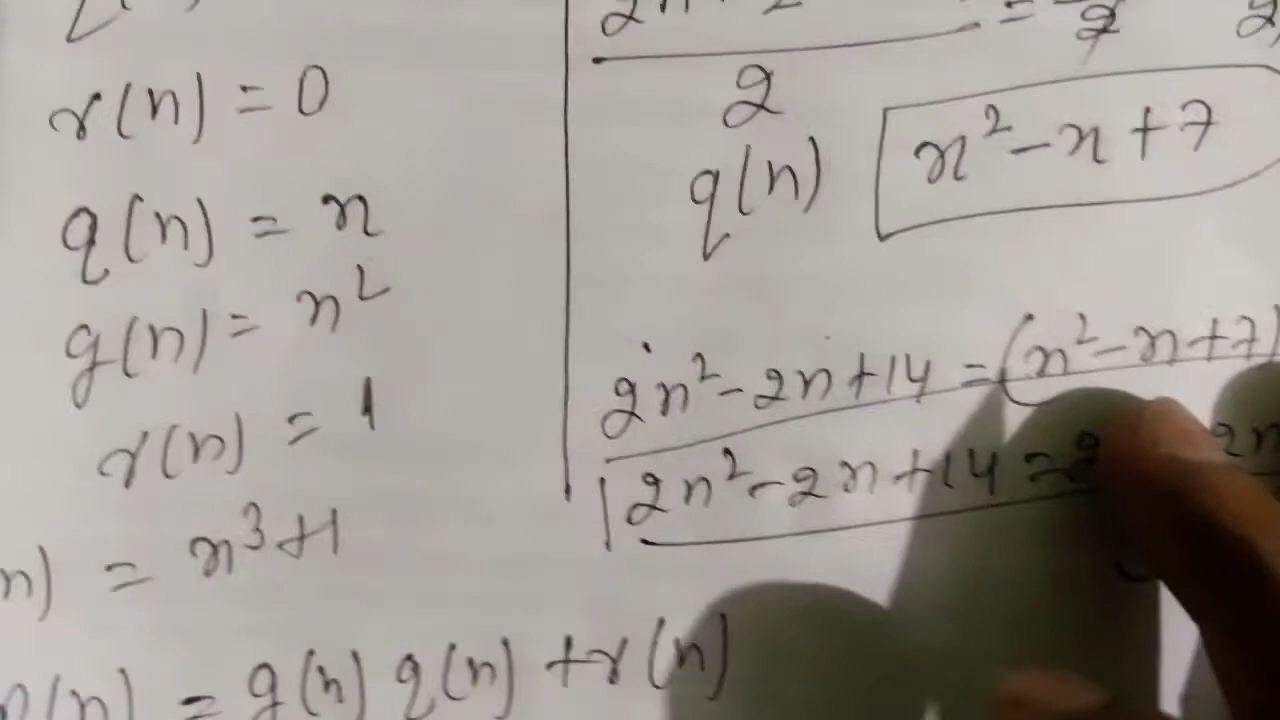 r(n) = 0
q(n) = n
g(n) = n²
r(n) = 1
n) = n³+1
= g(n) q(n) + r(n)
2
q(n) n²-n+7
2n²-2n+14 = (n²-n+7)
2n²-2n+14 =